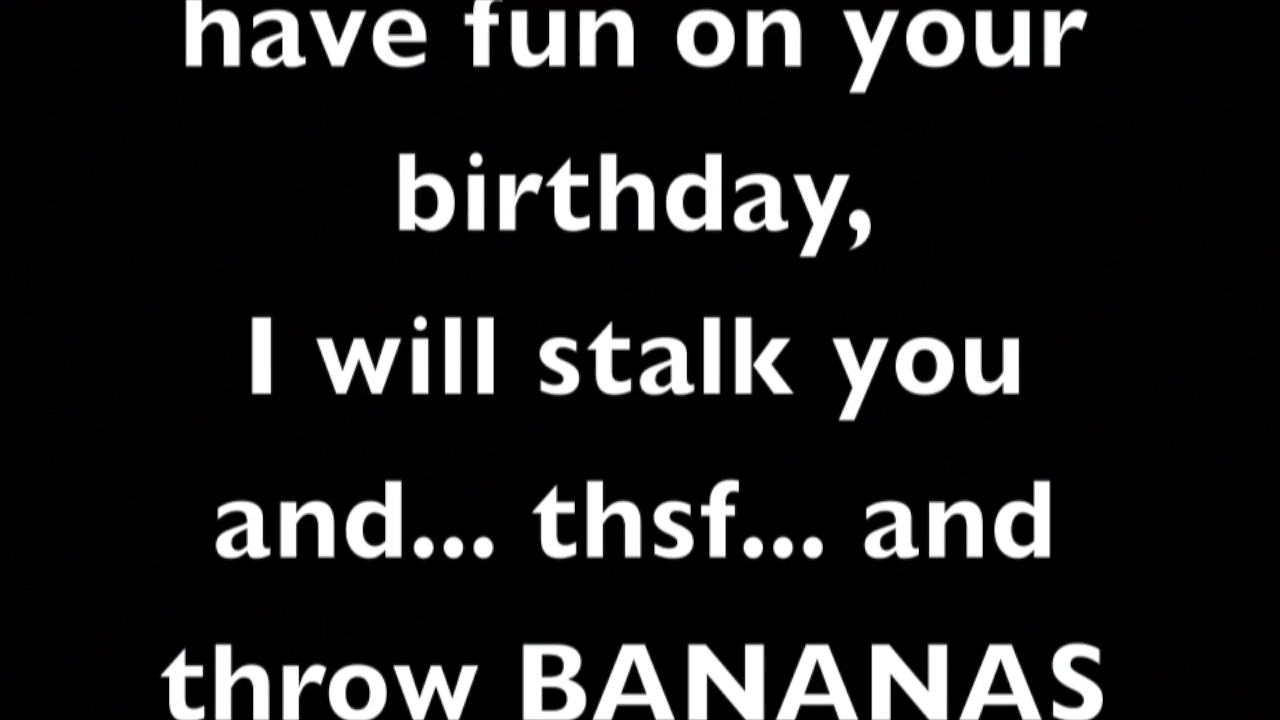 have fun on your
birthday,
I will stalk you
and... thsf... and
throw BANANAS